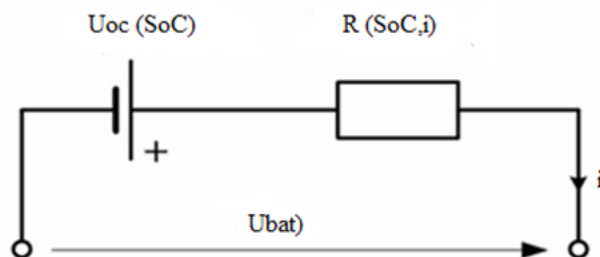 Uoc (SoC)
R (SoC,i)
+
i
Ubat)